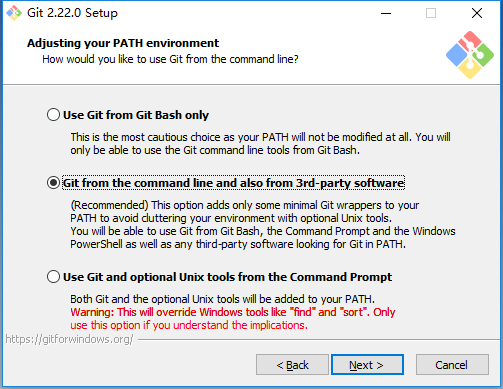 Git 2.22.0 Setup
Adjusting your PATH environment
How would you like to use Git from the command line?
Use Git from Git Bash only
This is the most cautious choice as your PATH will not be modified at all. You will
only be able to use the Git command line tools from Git Bash.
Git from the command line and also from 3rd-party software
(Recommended) This option adds only some minimal Git wrappers to your
PATH to avoid cluttering your environment with optional Unix tools.
You will be able to use Git from Git Bash, the Command Prompt and the Windows
PowerShell as well as any third-party software looking for Git in PATH.
Use Git and optional Unix tools from the Command Prompt
Both Git and the optional Unix tools will be added to your PATH.
Warning: This will override Windows tools like "find" and "sort". Only
use this option if you understand the implications.
https://gitforwindows.org/
< Back
Next >
Cancel